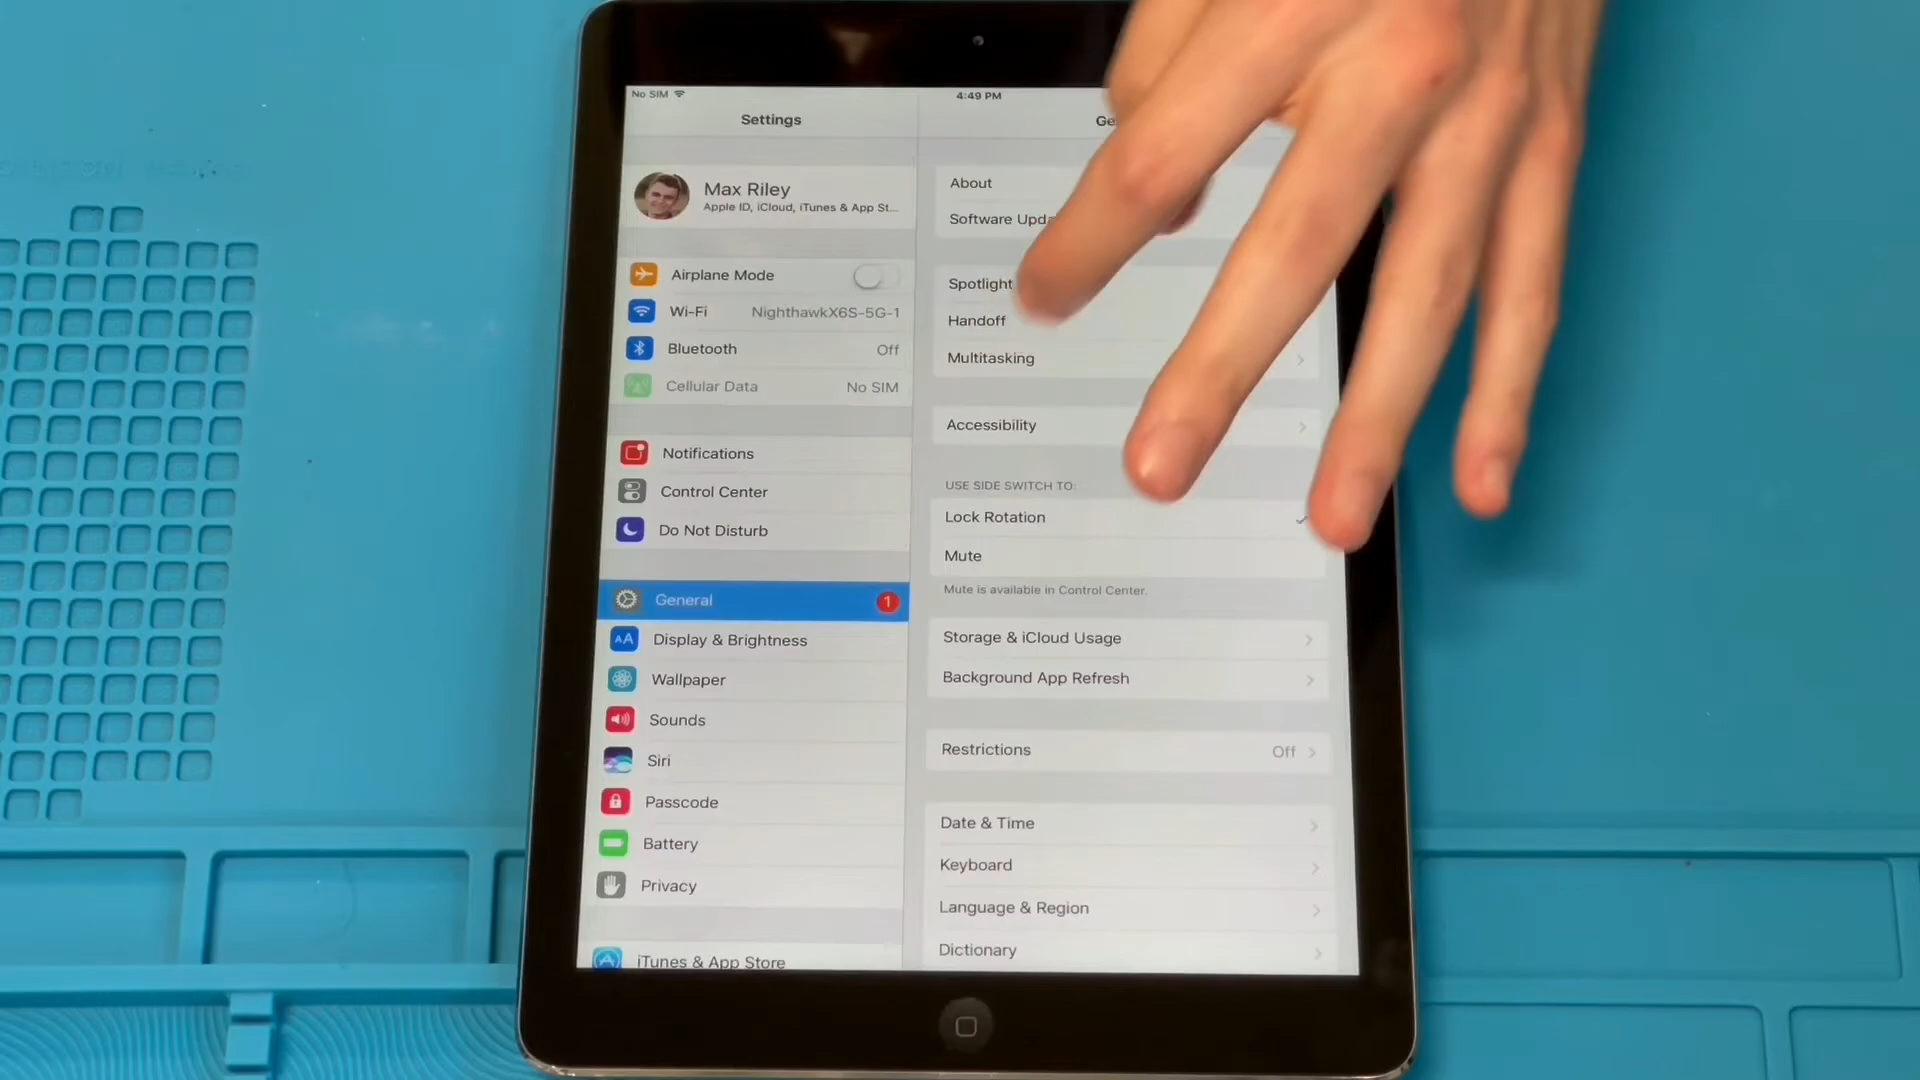 No SIM
4:49 PM
Settings
Ge
Max Riley
Apple ID, iCloud, iTunes & App St...
Airplane Mode
Wi-Fi NighthawkX6S-5G-1
Bluetooth Off
Cellular Data No SIM
Notifications
Control Center
Do Not Disturb
General 1
AA Display & Brightness
Wallpaper
Sounds
Siri
Passcode
Battery
Privacy
iTunes & App Store
About
Software Upda
Spotlight
Handoff
Multitasking
Accessibility
USE SIDE SWITCH TO:
Lock Rotation
Mute
Mute is available in Control Center.
Storage & iCloud Usage
Background App Refresh
Restrictions Off
Date & Time
Keyboard
Language & Region
Dictionary